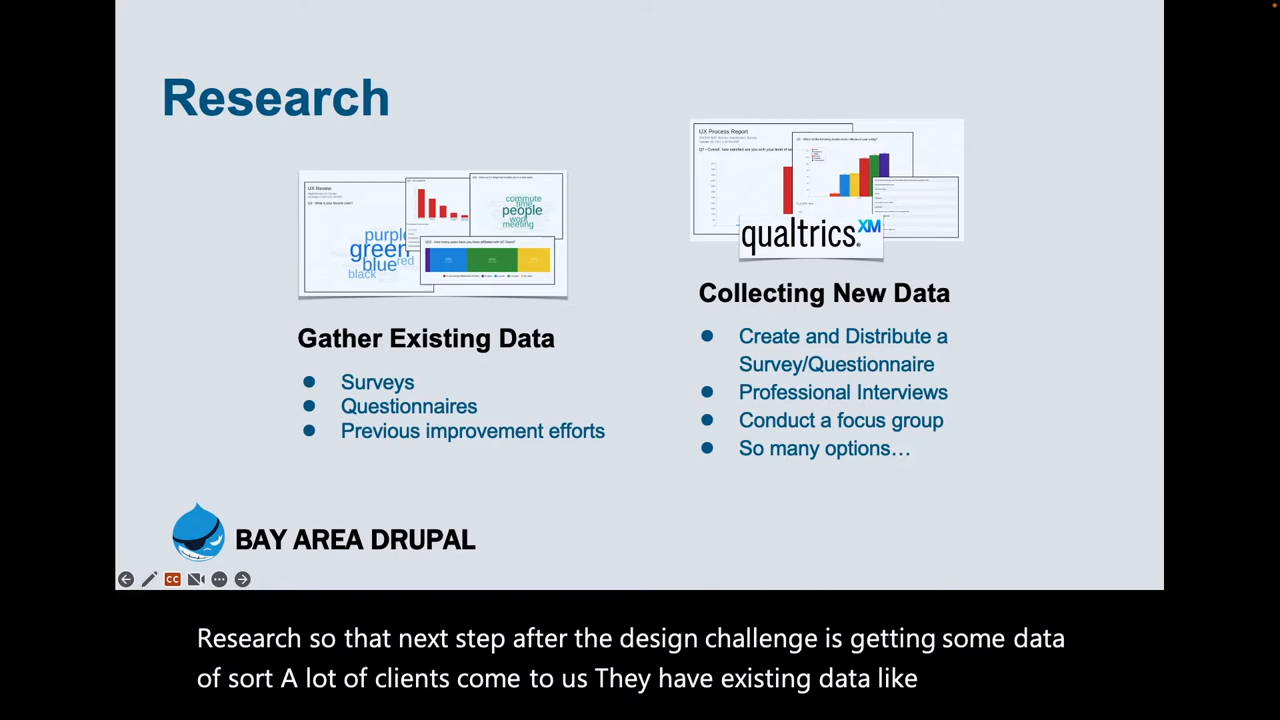 Research
UX Review
purple
green
red
blue
black
commute
time
people
work
meeting
UX Process Report
qualtrics.XM
Gather Existing Data
Surveys
Questionnaires
Previous improvement efforts
Collecting New Data
Create and Distribute a
Survey/Questionnaire
Professional Interviews
Conduct a focus group
So many options…
BAY AREA DRUPAL
CC
Research so that next step after the design challenge is getting some data
of sort A lot of clients come to us They have existing data like